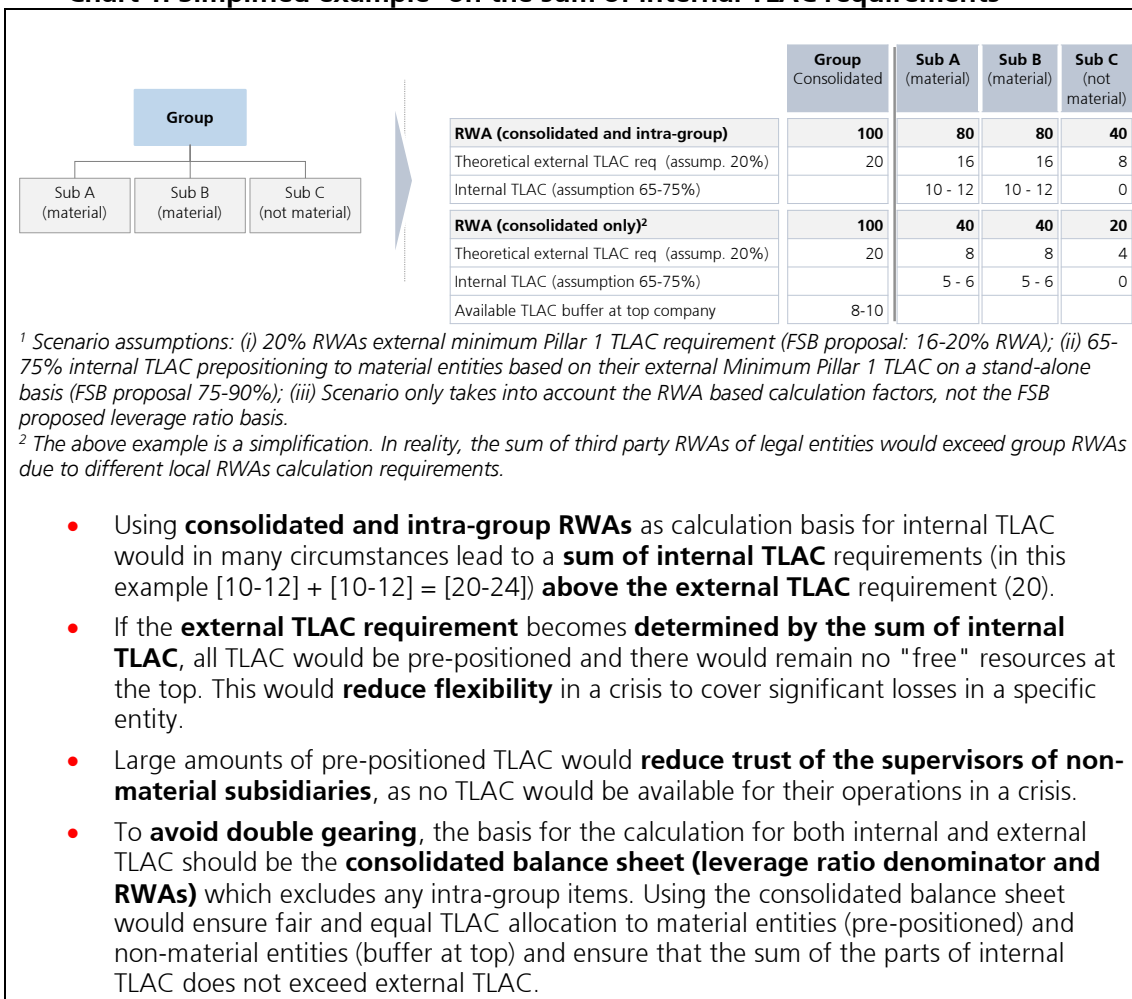 Chart 1: Simplified example¹ on the sum of internal TLAC requirements
Group
Consolidated
Sub A
(material)
Sub B
(material)
Sub C
(not
material)
Group
Sub A
(material)
Sub B
(material)
Sub C
(not material)
RWA (consolidated and intra-group) 100 80 80 40
Theoretical external TLAC req (assump. 20%) 20 16 16 8
Internal TLAC (assumption 65-75%) 10 - 12 10 - 12 0
RWA (consolidated only)² 100 40 40 20
Theoretical external TLAC req (assump. 20%) 20 8 8 4
Internal TLAC (assumption 65-75%) 5 - 6 5 - 6 0
Available TLAC buffer at top company 8-10
¹ Scenario assumptions: (i) 20% RWAs external minimum Pillar 1 TLAC requirement (FSB proposal: 16-20% RWA); (ii) 65-
75% internal TLAC prepositioning to material entities based on their external Minimum Pillar 1 TLAC on a stand-alone
basis (FSB proposal 75-90%); (iii) Scenario only takes into account the RWA based calculation factors, not the FSB
proposed leverage ratio basis.
² The above example is a simplification. In reality, the sum of third party RWAs of legal entities would exceed group RWAs
due to different local RWAs calculation requirements.
• Using consolidated and intra-group RWAs as calculation basis for internal TLAC
would in many circumstances lead to a sum of internal TLAC requirements (in this
example [10-12] + [10-12] = [20-24]) above the external TLAC requirement (20).
• If the external TLAC requirement becomes determined by the sum of internal
TLAC, all TLAC would be pre-positioned and there would remain no "free" resources at
the top. This would reduce flexibility in a crisis to cover significant losses in a specific
entity.
• Large amounts of pre-positioned TLAC would reduce trust of the supervisors of non-
material subsidiaries, as no TLAC would be available for their operations in a crisis.
• To avoid double gearing, the basis for the calculation for both internal and external
TLAC should be the consolidated balance sheet (leverage ratio denominator and
RWAs) which excludes any intra-group items. Using the consolidated balance sheet
would ensure fair and equal TLAC allocation to material entities (pre-positioned) and
non-material entities (buffer at top) and ensure that the sum of the parts of internal
TLAC does not exceed external TLAC.